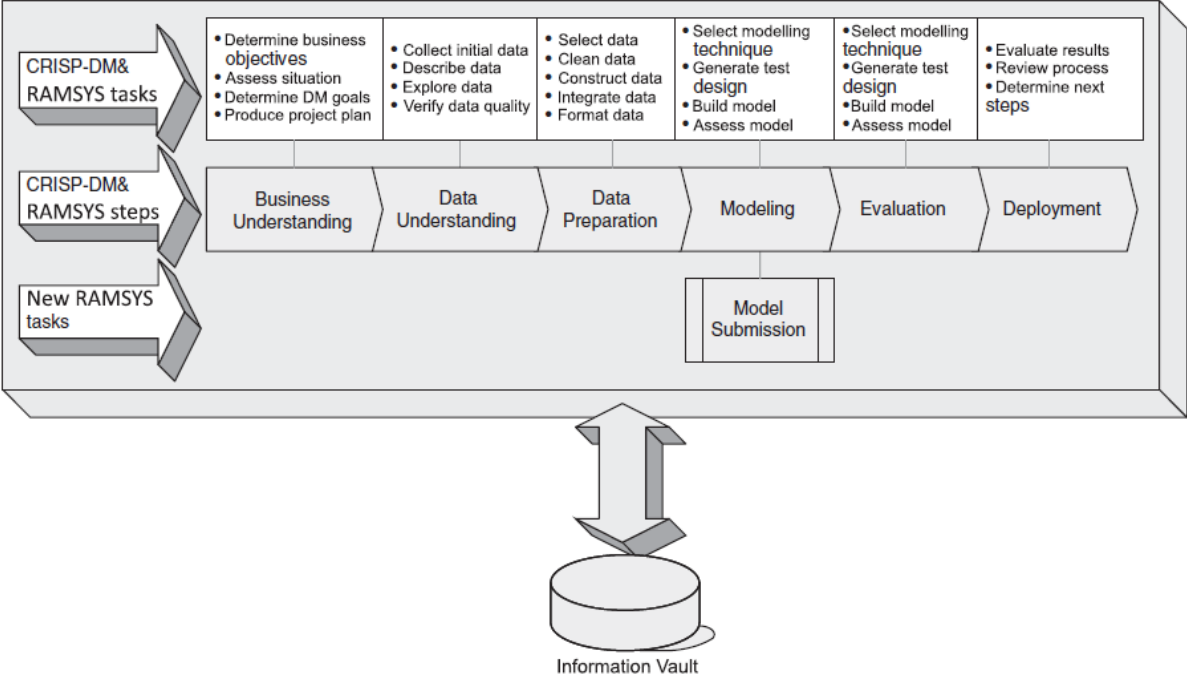 CRISP-DM&
RAMSYS tasks
• Determine business
objectives
• Assess situation
• Determine DM goals
• Produce project plan
• Collect initial data
• Describe data
• Explore data
• Verify data quality
• Select data
• Clean data
• Construct data
• Integrate data
• Format data
• Select modelling
technique
• Generate test
design
• Build model
• Assess model
• Select modelling
technique
• Generate test
design
• Build model
• Assess model
• Evaluate results
• Review process
• Determine next
steps
CRISP-DM&
RAMSYS steps
Business
Understanding
Data
Understanding
Data
Preparation
Modeling
Evaluation
Deployment
New RAMSYS
tasks
Model
Submission
Information Vault